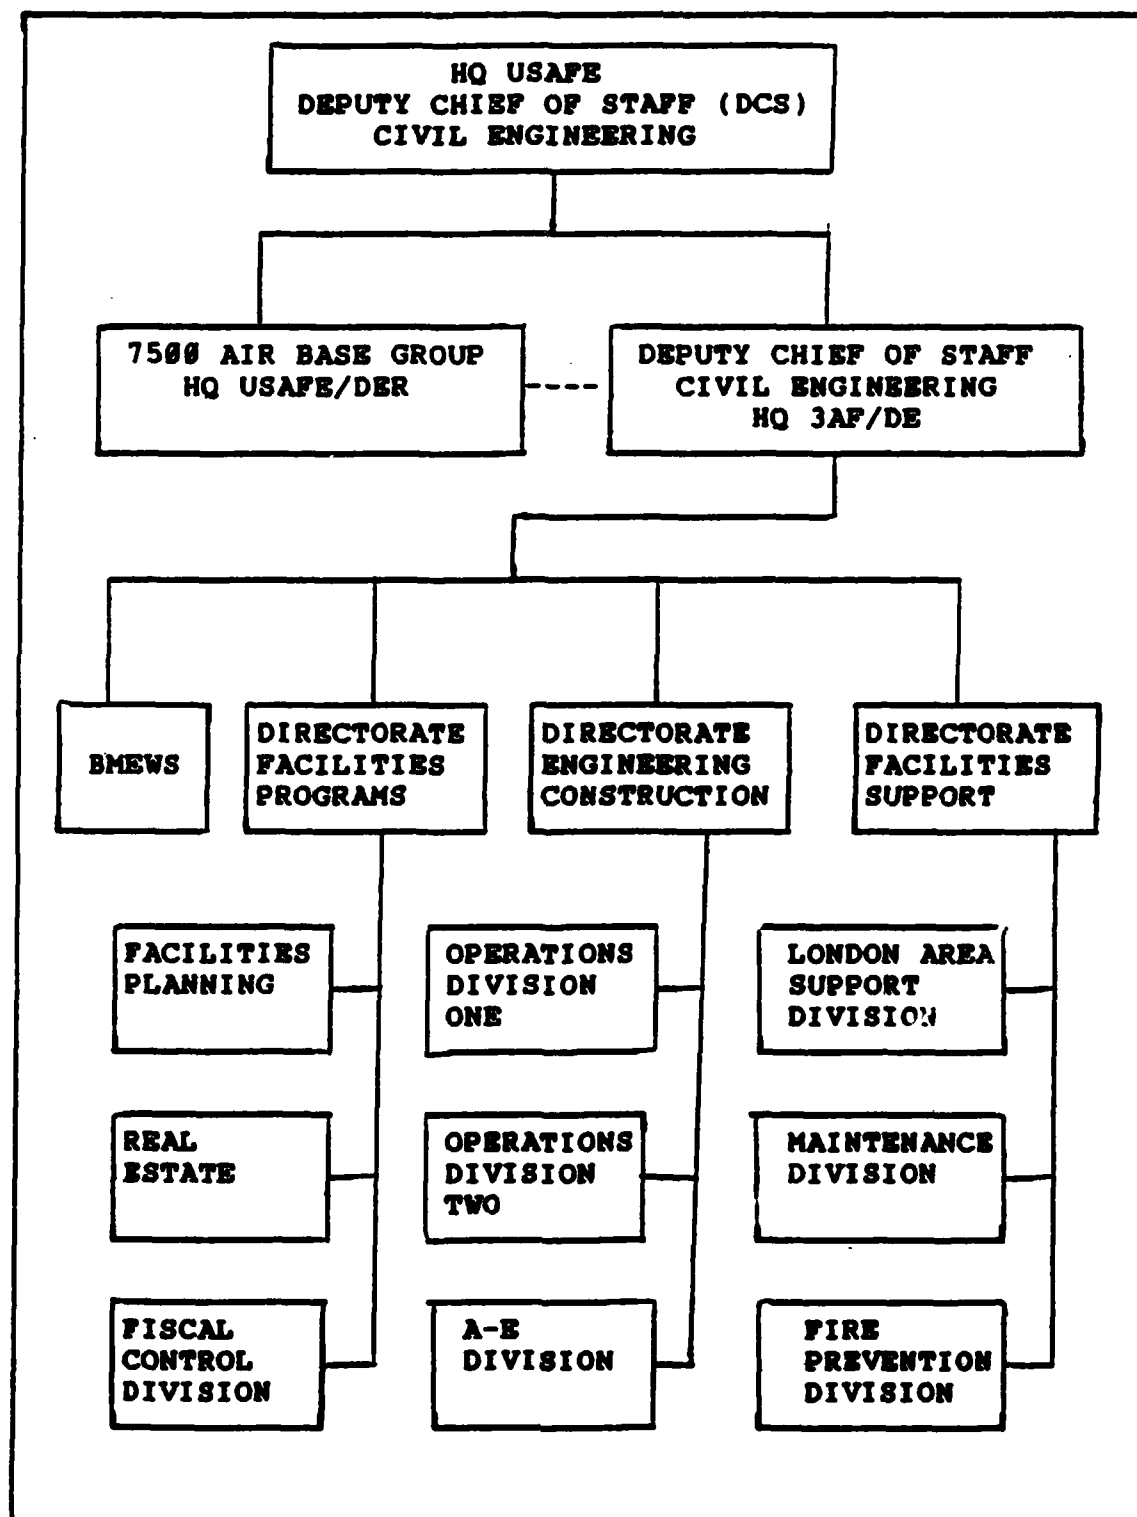 HQ USAFE
DEPUTY CHIEF OF STAFF (DCS)
CIVIL ENGINEERING
7500 AIR BASE GROUP
HQ USAFE/DER
DEPUTY CHIEF OF STAFF
CIVIL ENGINEERING
HQ 3AF/DE
BMEWS
DIRECTORATE
FACILITIES
PROGRAMS
DIRECTORATE
ENGINEERING
CONSTRUCTION
DIRECTORATE
FACILITIES
SUPPORT
FACILITIES
PLANNING
OPERATIONS
DIVISION
ONE
LONDON AREA
SUPPORT
DIVISION
REAL
ESTATE
OPERATIONS
DIVISION
TWO
MAINTENANCE
DIVISION
FISCAL
CONTROL
DIVISION
A-E
DIVISION
FIRE
PREVENTION
DIVISION